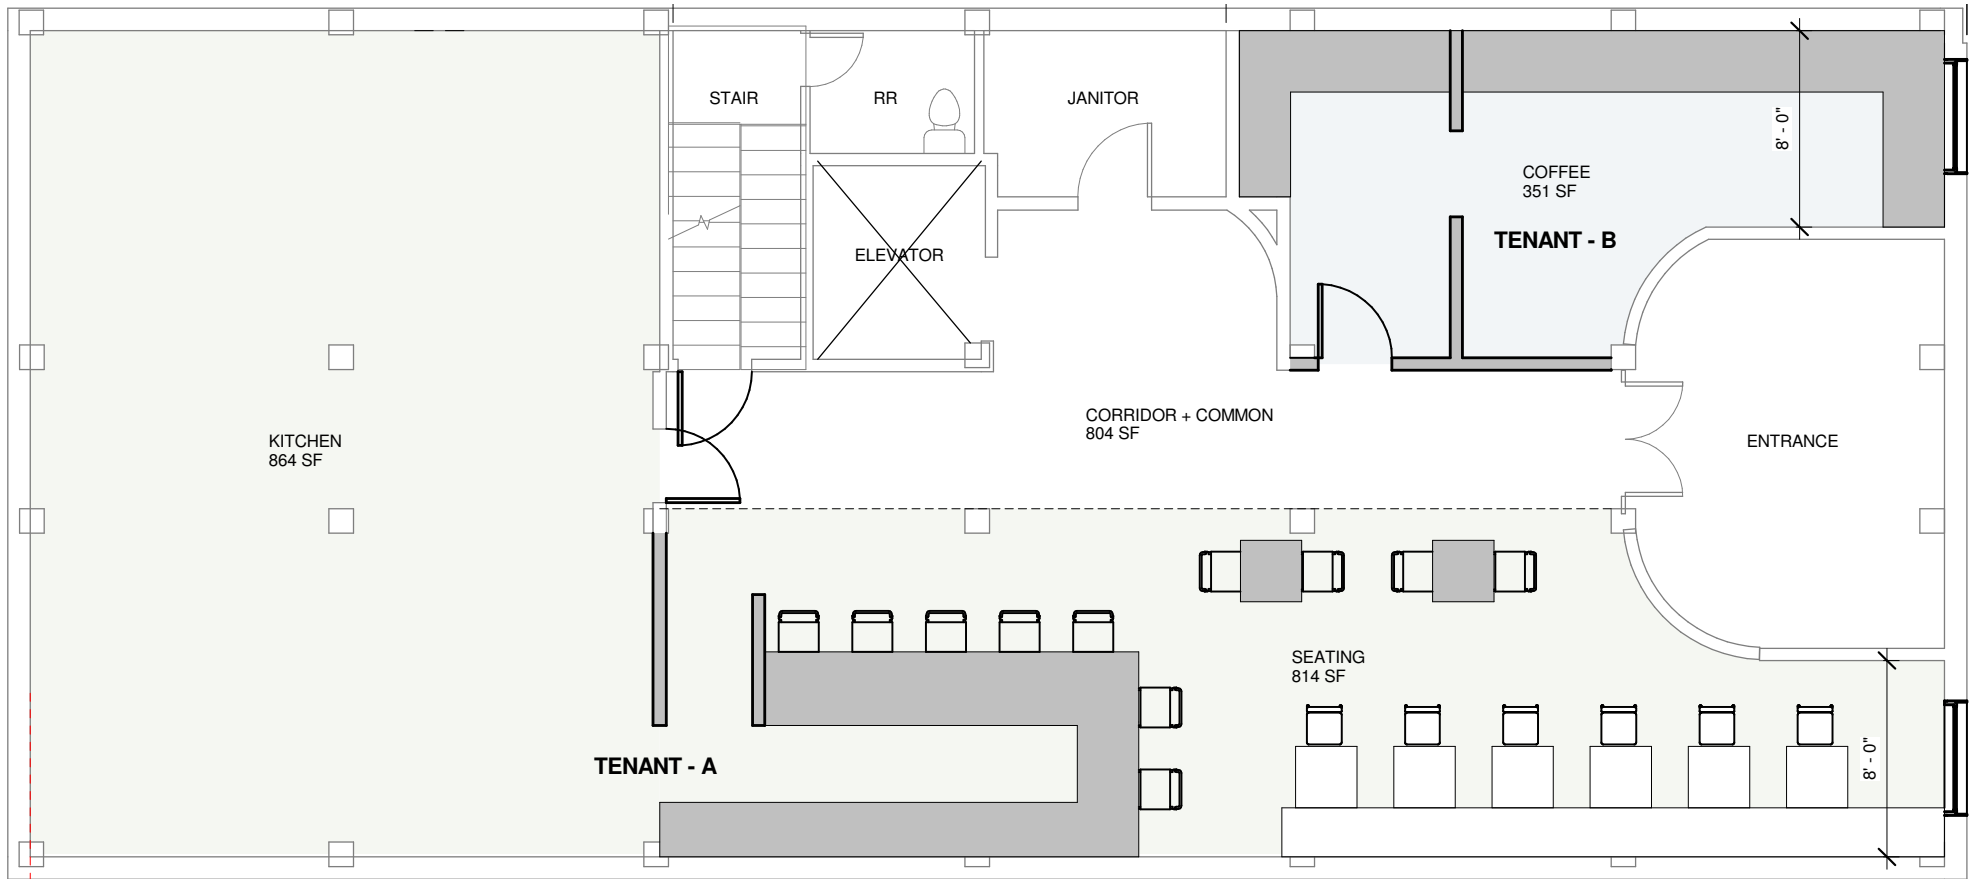 STAIR
RR
JANITOR
8' - 0"
COFFEE
351 SF
TENANT - B
ELEVATOR
CORRIDOR + COMMON
804 SF
KITCHEN
864 SF
ENTRANCE
SEATING
814 SF
TENANT - A
8' - 0"